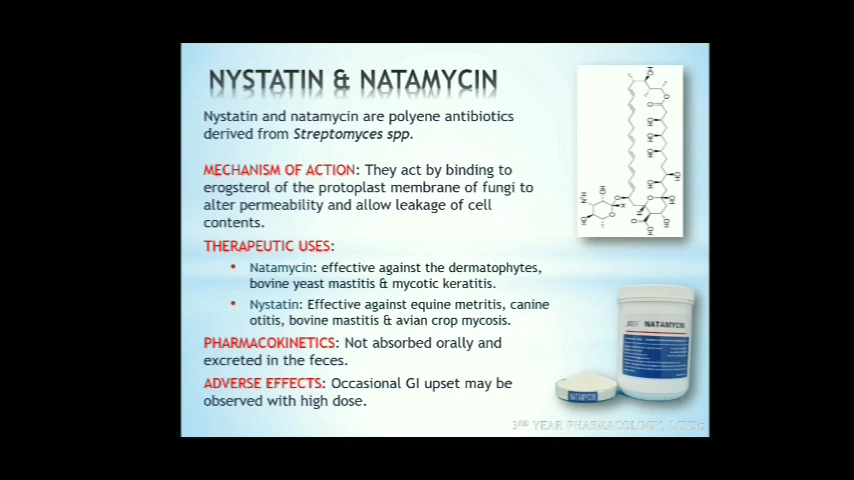 NYSTATIN & NATAMYCIN
Nystatin and natamycin are polyene antibiotics
derived from Streptomyces spp.
MECHANISM OF ACTION: They act by binding to
erogsterol of the protoplast membrane of fungi to
alter permeability and allow leakage of cell
contents.
THERAPEUTIC USES:
• Natamycin: effective against the dermatophytes,
bovine yeast mastitis & mycotic keratitis.
• Nystatin: Effective against equine metritis, canine
otitis, bovine mastitis & avian crop mycosis.
PHARMACOKINETICS: Not absorbed orally and
excreted in the feces.
ADVERSE EFFECTS: Occasional GI upset may be
observed with high dose.
NATAMYCIN
3RD YEAR PHARMACOLOGY,